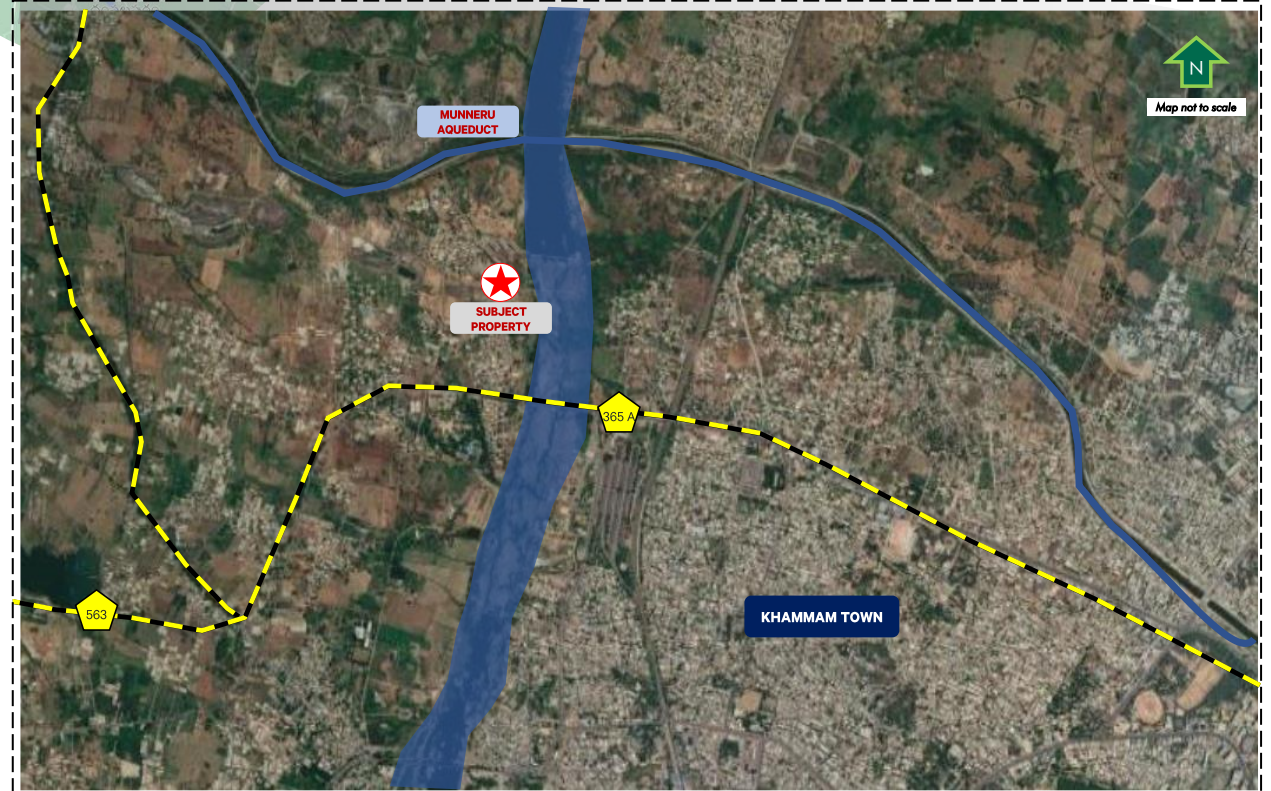 N
Map not to scale
MUNNERU
AQUEDUCT
SUBJECT
PROPERTY
365 A
563
KHAMMAM TOWN